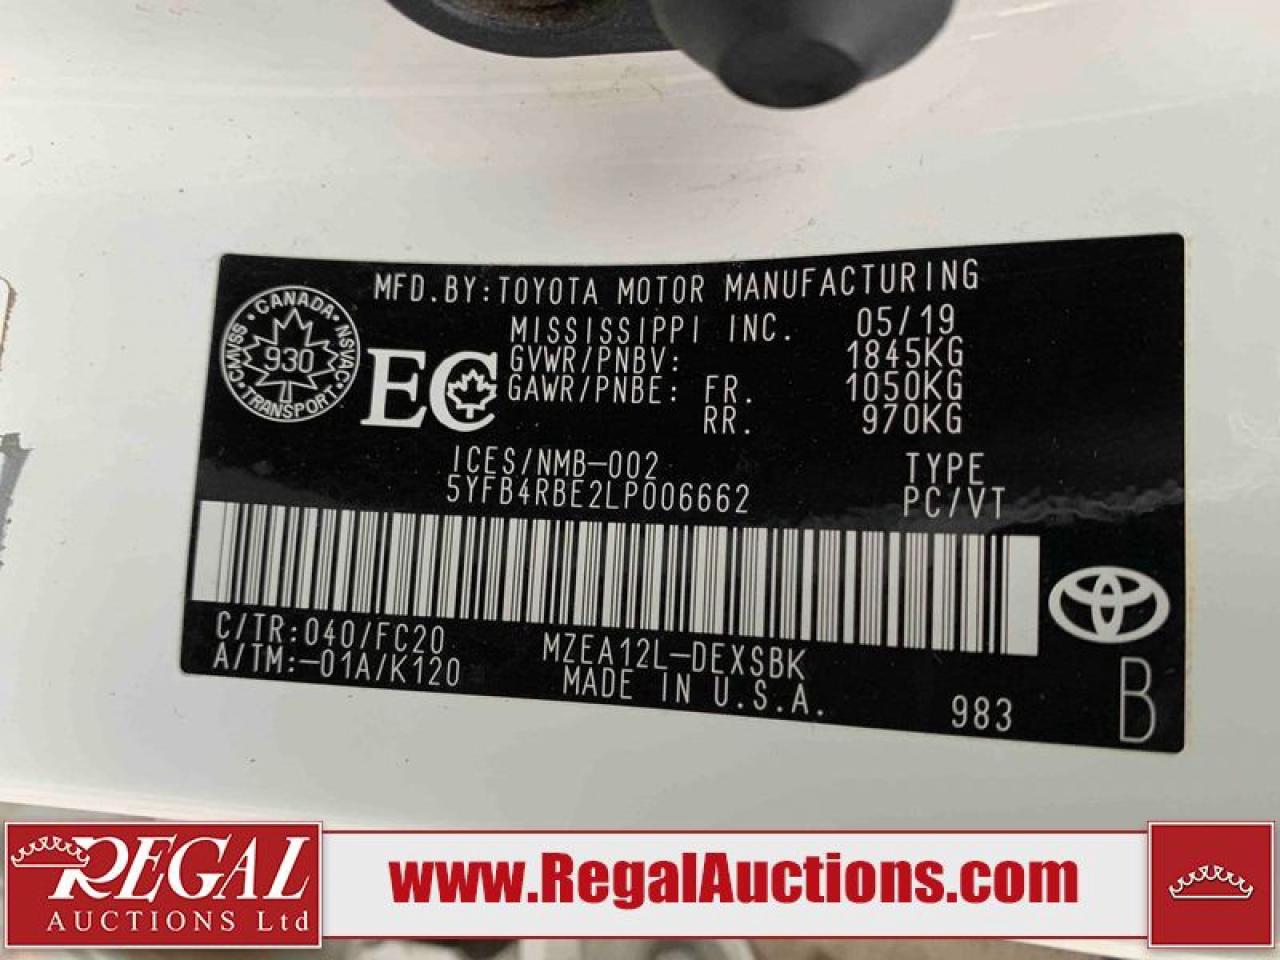 MFD.BY:TOYOTA MOTOR MANUFACTURING
MISSISSIPPI INC. 05/19
GVWR/PNBV: 1845KG
GAWR/PNBE: FR. 1050KG
RR. 970KG
CANADA
CMVSS 930 NSVAC
TRANSPORT
EC
ICES/NMB-002 TYPE
5YFB4RBE2LP006662 PC/VT
C/TR:040/FC20. MZEA12L-DEXSBK
A/TM:-01A/K120 MADE IN U.S.A.
983 B
REGAL
AUCTIONS Ltd
www.RegalAuctions.com